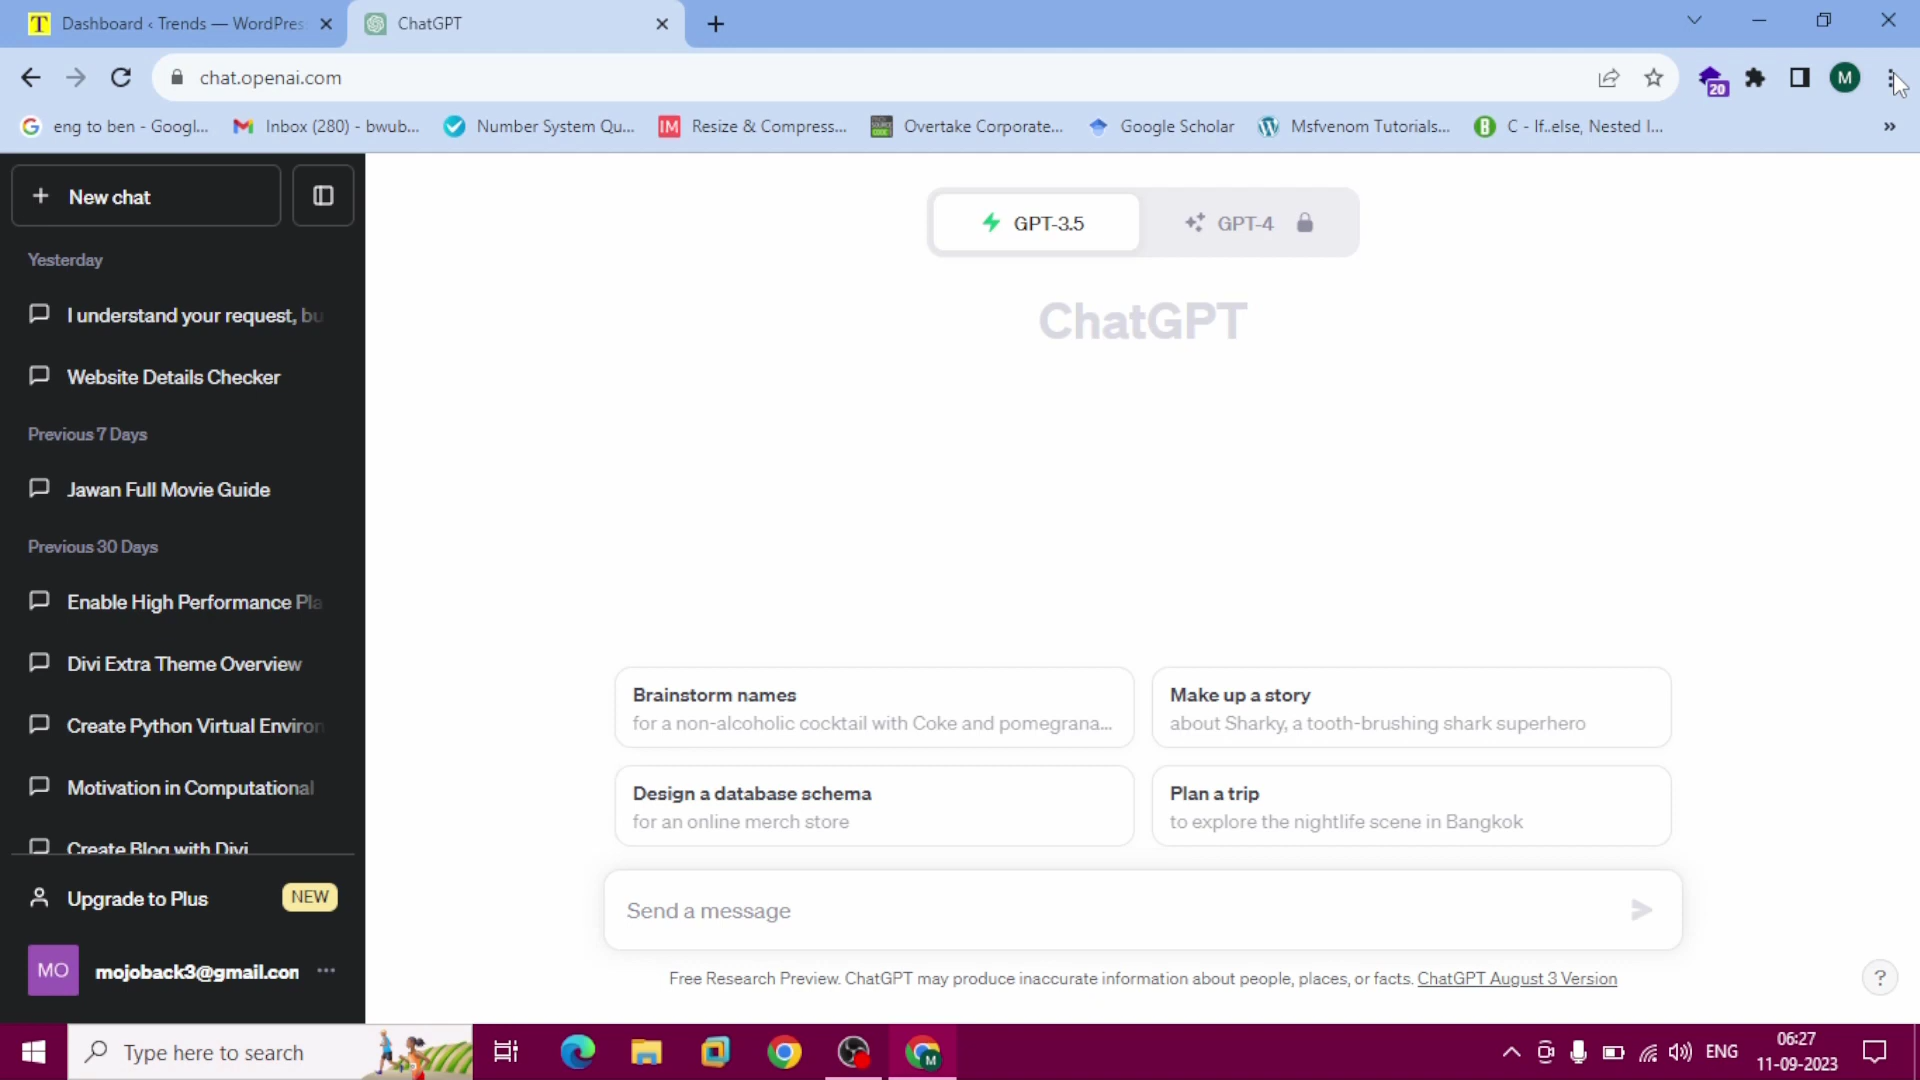 Dashboard ‹ Trends — WordPres
ChatGPT
chat.openai.com
20
M
eng to ben - Googl...
Inbox (280) - bwub...
Number System Qu...
IM
Resize & Compress...
Overtake Corporate...
Google Scholar
Msfvenom Tutorials...
C - If..else, Nested I...
»
New chat
GPT-3.5
GPT-4
Yesterday
ChatGPT
I understand your request, bu
Website Details Checker
Previous 7 Days
Jawan Full Movie Guide
Previous 30 Days
Enable High Performance Pla
Divi Extra Theme Overview
Create Python Virtual Environ
Motivation in Computational
Create Blog with Divi
Brainstorm names
for a non-alcoholic cocktail with Coke and pomegrana...
Make up a story
about Sharky, a tooth-brushing shark superhero
Design a database schema
for an online merch store
Plan a trip
to explore the nightlife scene in Bangkok
Upgrade to Plus
NEW
Send a message
MO
mojoback3@gmail.con
Free Research Preview. ChatGPT may produce inaccurate information about people, places, or facts. ChatGPT August 3 Version
?
Type here to search
M
ENG
06:27
11-09-2023